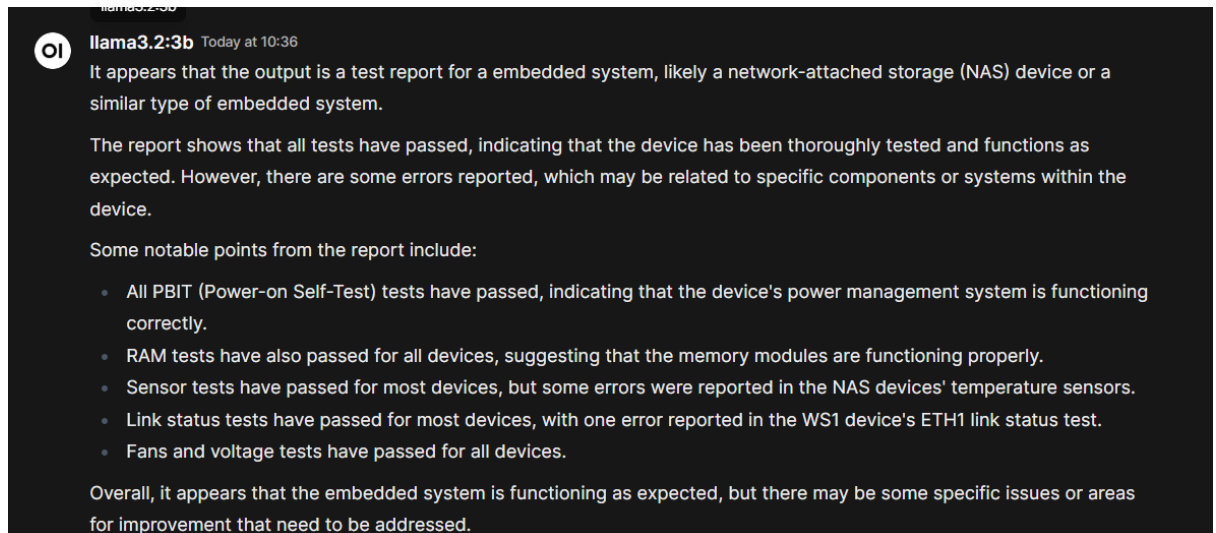 llama3.2:3b
OI
llama3.2:3b Today at 10:36
It appears that the output is a test report for a embedded system, likely a network-attached storage (NAS) device or a
similar type of embedded system.
The report shows that all tests have passed, indicating that the device has been thoroughly tested and functions as
expected. However, there are some errors reported, which may be related to specific components or systems within the
device.
Some notable points from the report include:
• All PBIT (Power-on Self-Test) tests have passed, indicating that the device's power management system is functioning
correctly.
• RAM tests have also passed for all devices, suggesting that the memory modules are functioning properly.
• Sensor tests have passed for most devices, but some errors were reported in the NAS devices' temperature sensors.
• Link status tests have passed for most devices, with one error reported in the WS1 device's ETH1 link status test.
• Fans and voltage tests have passed for all devices.
Overall, it appears that the embedded system is functioning as expected, but there may be some specific issues or areas
for improvement that need to be addressed.